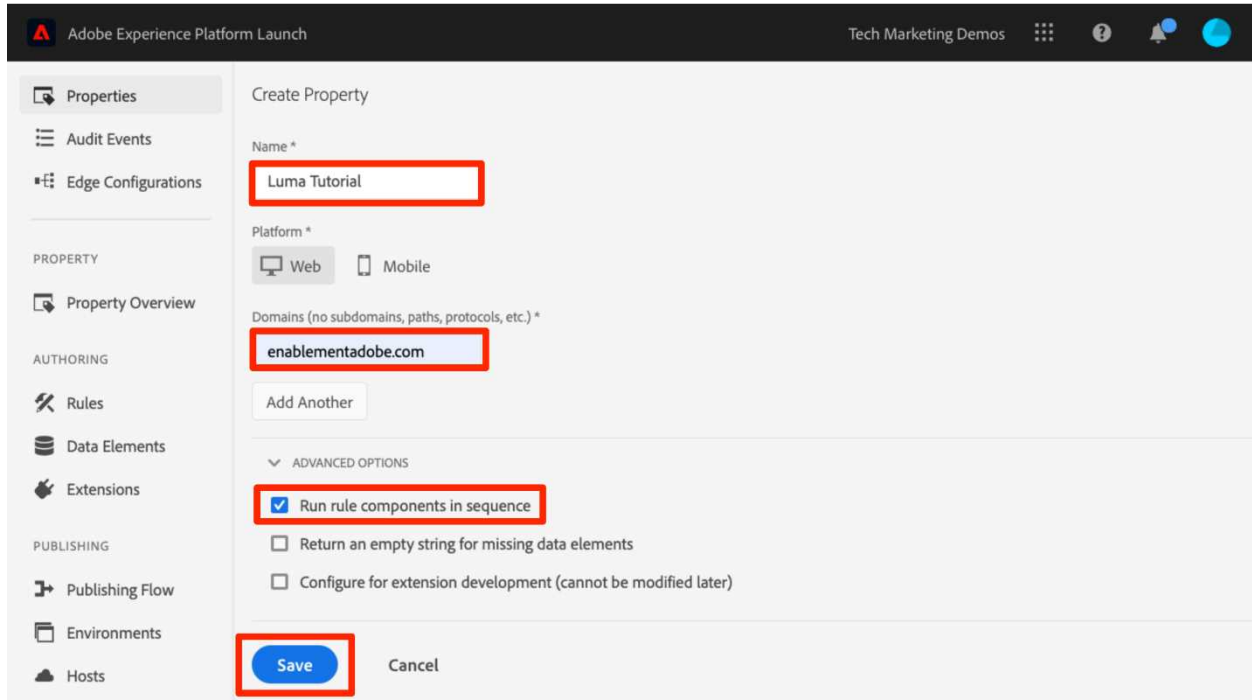 Adobe Experience Platform Launch
Tech Marketing Demos
Properties
Audit Events
Edge Configurations
PROPERTY
Property Overview
AUTHORING
Rules
Data Elements
Extensions
PUBLISHING
Publishing Flow
Environments
Hosts
Create Property
Name *
Luma Tutorial
Platform *
Web Mobile
Domains (no subdomains, paths, protocols, etc.) *
enablementadobe.com
Add Another
ADVANCED OPTIONS
Run rule components in sequence
Return an empty string for missing data elements
Configure for extension development (cannot be modified later)
Save Cancel